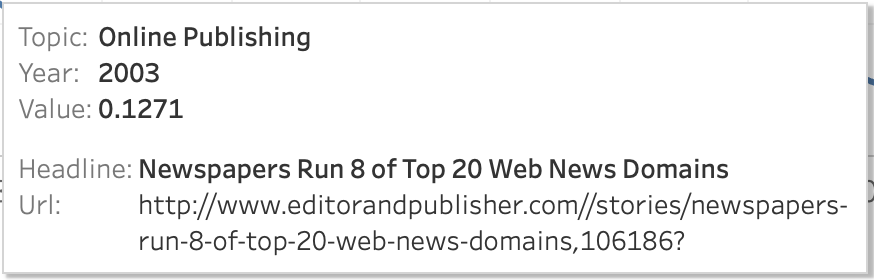 Topic: Online Publishing
Year: 2003
Value: 0.1271
Headline: Newspapers Run 8 of Top 20 Web News Domains
Url: http://www.editorandpublisher.com//stories/newspapers-
run-8-of-top-20-web-news-domains,106186?